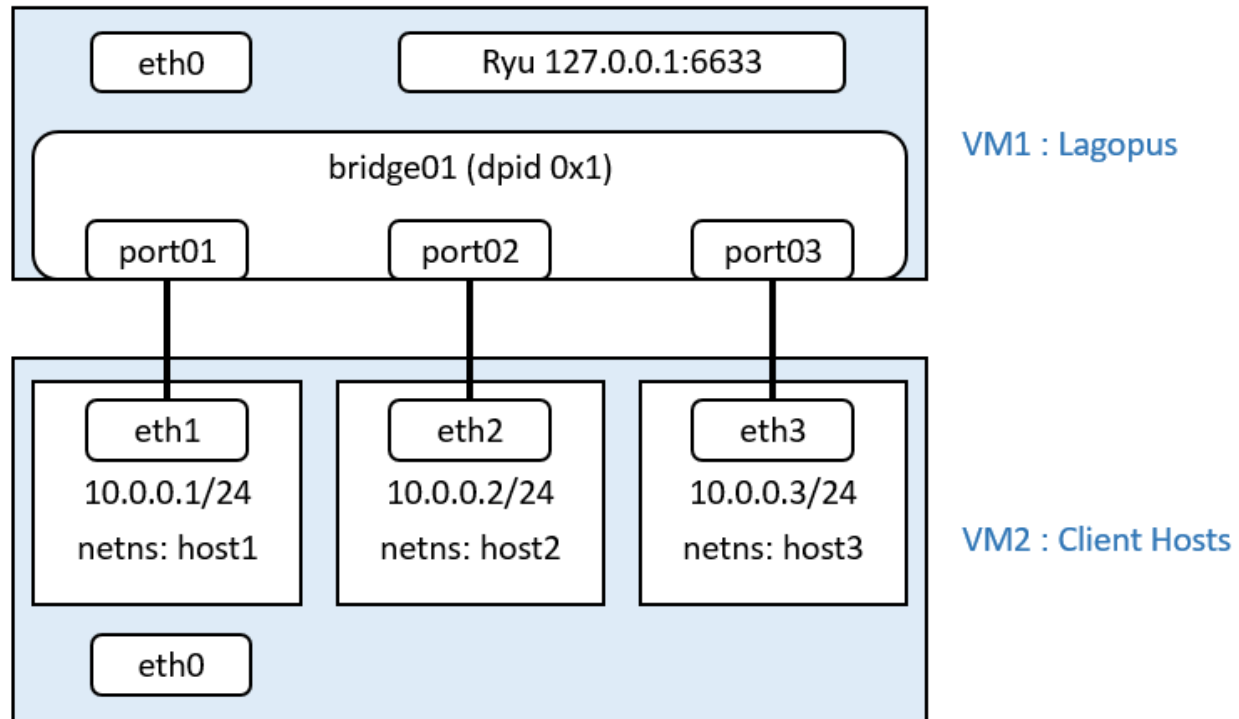 eth0
Ryu 127.0.0.1:6633
VM1 : Lagopus
bridge01 (dpid 0x1)
port01
port02
port03
eth1
eth2
eth3
10.0.0.1/24
10.0.0.2/24
10.0.0.3/24
netns: host1
netns: host2
netns: host3
VM2 : Client Hosts
eth0